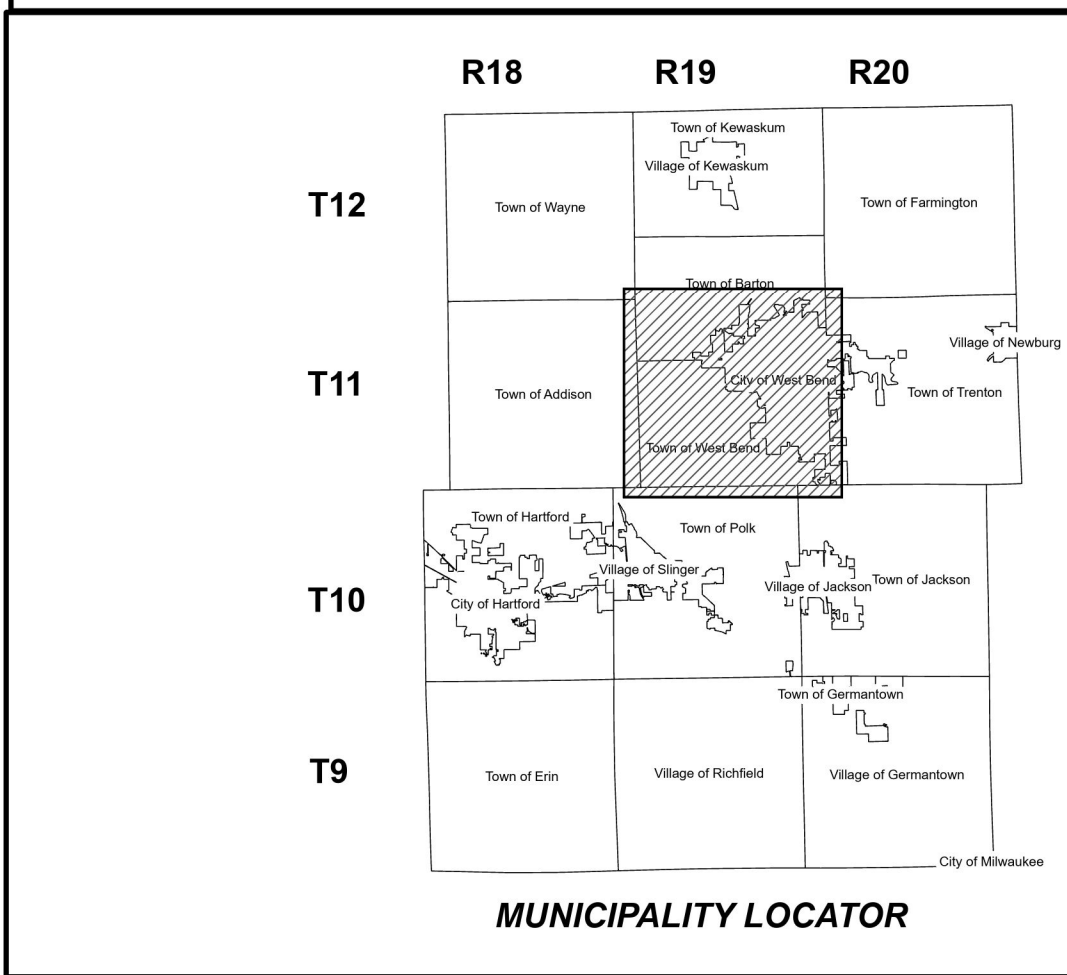 R18 R19 R20
Town of Kewaskum
Village of Kewaskum
T12
Town of Wayne
Town of Farmington
Town of Barton
Village of Newburg
T11
City of West Bend
Town of Addison
Town of Trenton
Town of West Bend
Town of Hartford
Town of Polk
Village of Slinger
Town of Jackson
Village of Jackson
T10
City of Hartford
Town of Germantown
T9
Town of Erin
Village of Richfield
Village of Germantown
City of Milwaukee
MUNICIPALITY LOCATOR